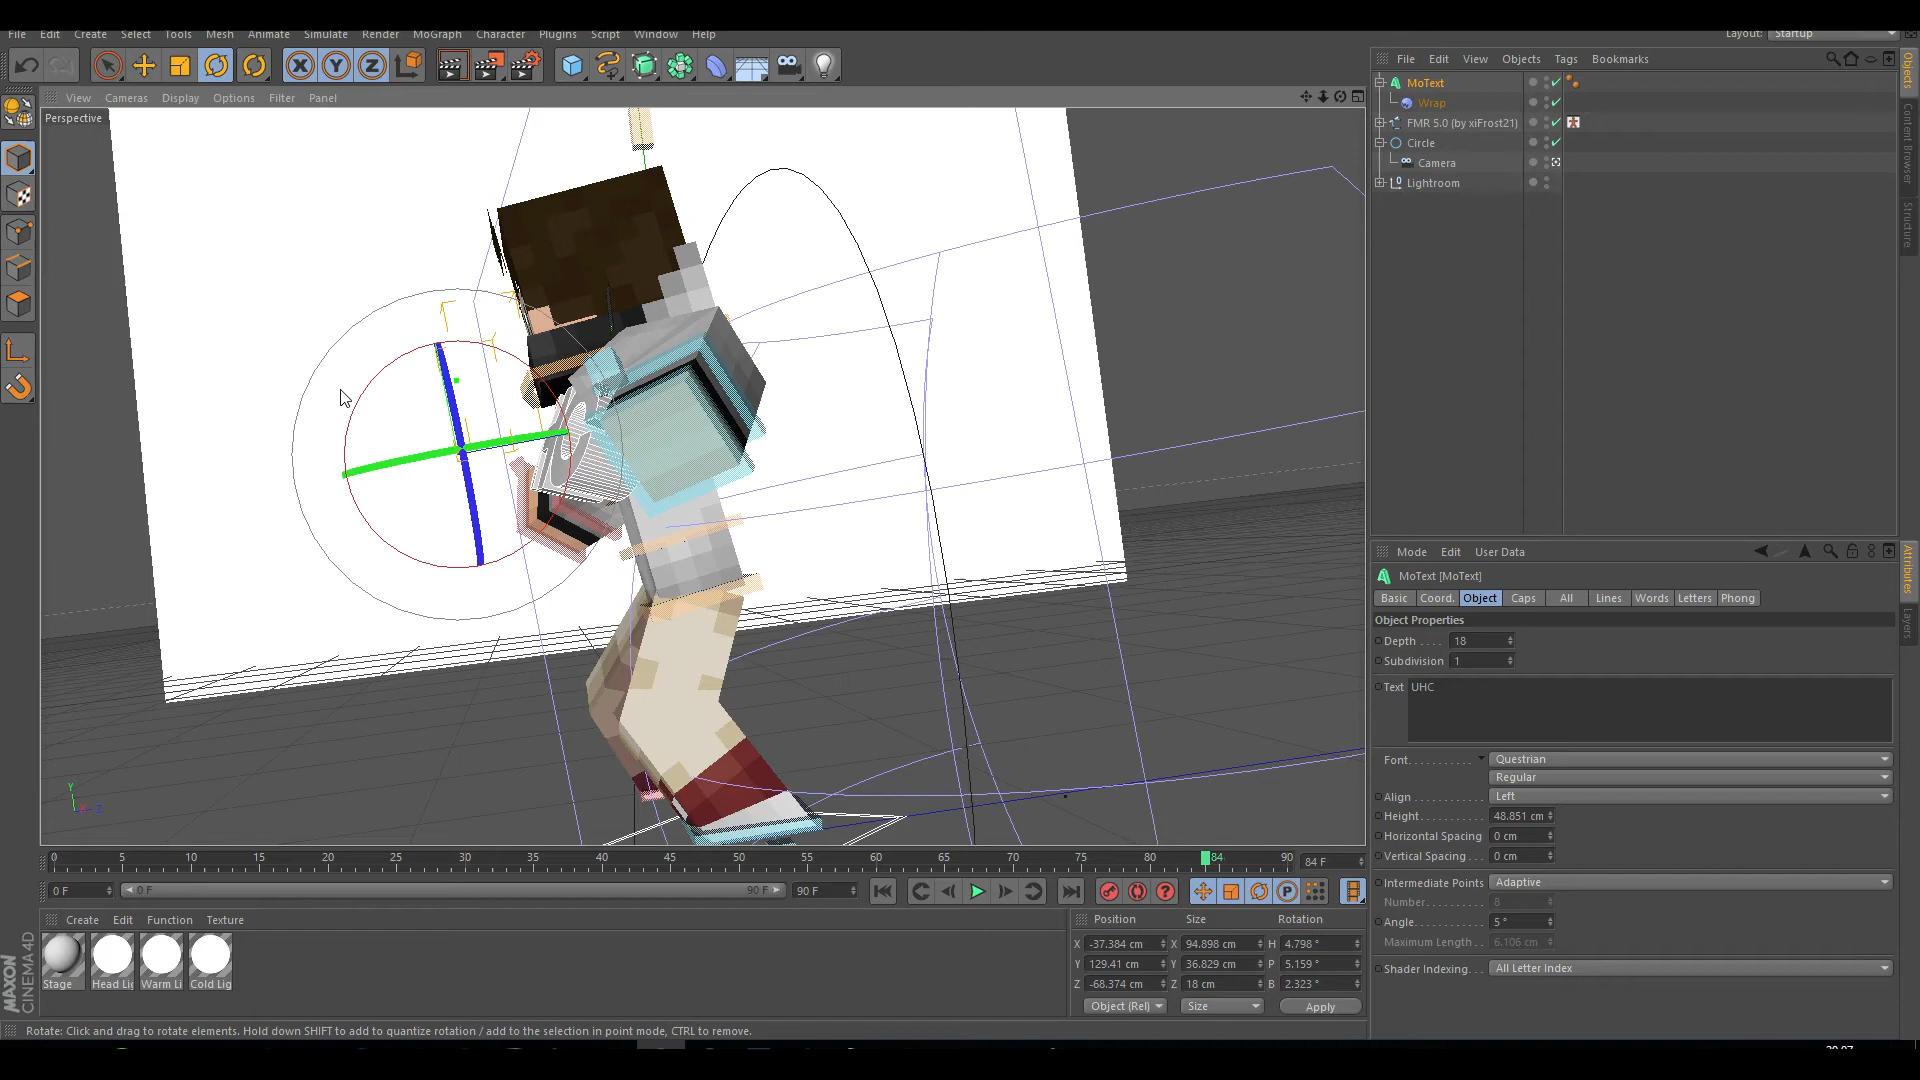 File Edit Create Select Tools Mesh Snap Animate Simulate Render MoGraph Character Plugins Script Window Help
Layout: Startup
View Cameras Display Options Filter Panel
Perspective
File Edit View Objects Tags Bookmarks
MoText
Wrap
FMR 5.0 (by xiFrost21)
Circle
Camera
Lightroom
Objects
Content Browser
Structure
Mode Edit User Data
MoText [MoText]
Basic Coord. Object Caps All Lines Words Letters Phong
Object Properties
Depth . . . . 18
Subdivision 1
Text UHC
Font. . . . . . . . . . Questrian
Regular
Align . . . . . . . . . . Left
Height . . . . . . . . . 48.851 cm
Horizontal Spacing 0 cm
Vertical Spacing . . . 0 cm
Intermediate Points Adaptive
Number. . . . . . . . . 8
Angle. . . . . . . . . . 5 °
Maximum Length . . 6.106 cm
Shader Indexing. . . All Letter Index
Attributes
Layers
Y
X
Z
0 5 10 15 20 25 30 35 40 45 50 55 60 65 70 75 80 84 90 84 F
0 F 0 F 90 F 90 F
Create Edit Function Texture
Stage Head Lig Warm Li Cold Lig
Position Size Rotation
X -37.384 cm X 94.898 cm H 4.798 °
Y 129.41 cm Y 36.829 cm P 5.159 °
Z -68.374 cm Z 18 cm B 2.323 °
Object (Rel) Size Apply
MAXON CINEMA 4D
Rotate: Click and drag to rotate elements. Hold down SHIFT to add to quantize rotation / add to the selection in point mode, CTRL to remove.